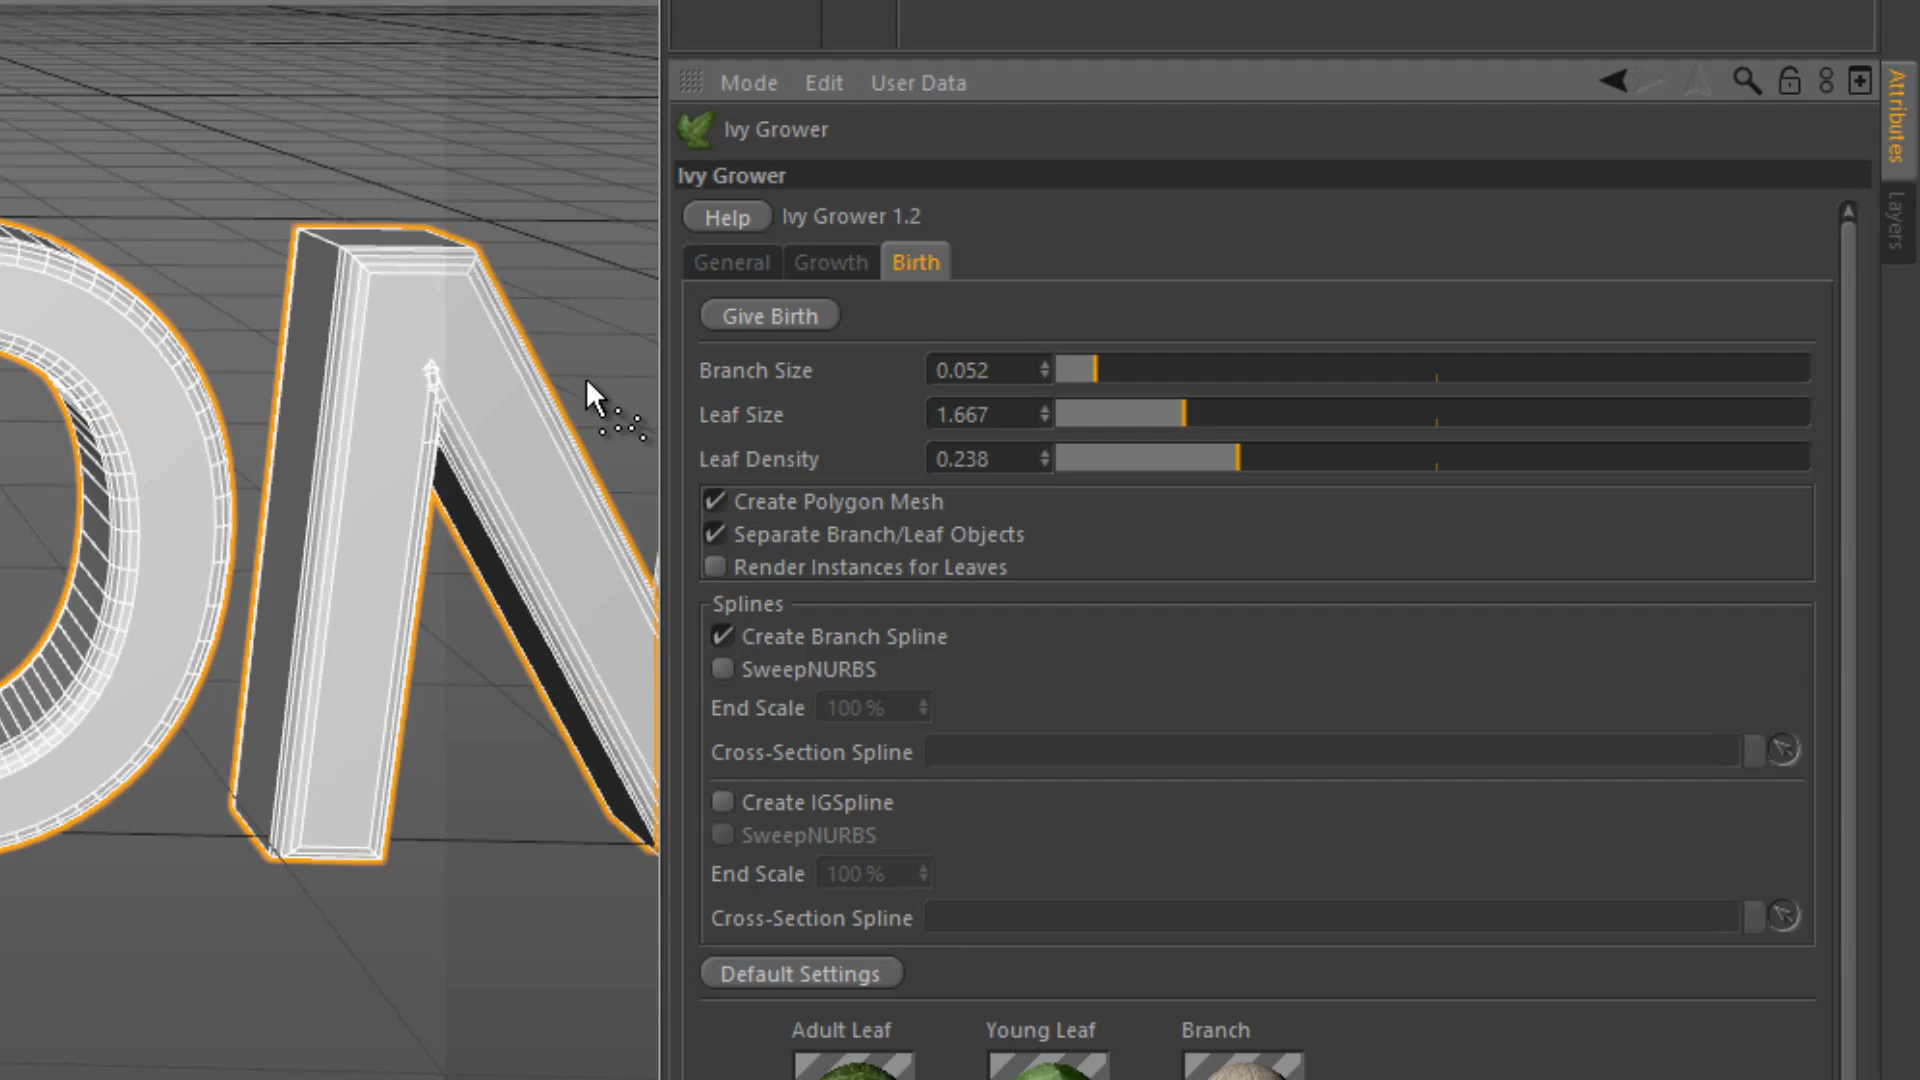 Mode Edit User Data
Attributes
Layers
Ivy Grower
Ivy Grower
Help Ivy Grower 1.2
General Growth Birth
Give Birth
Branch Size 0.052
Leaf Size 1.667
Leaf Density 0.238
Create Polygon Mesh
Separate Branch/Leaf Objects
Render Instances for Leaves
Splines
Create Branch Spline
SweepNURBS
End Scale 100 %
Cross-Section Spline
Create IGSpline
SweepNURBS
End Scale 100 %
Cross-Section Spline
Default Settings
Adult Leaf Young Leaf Branch